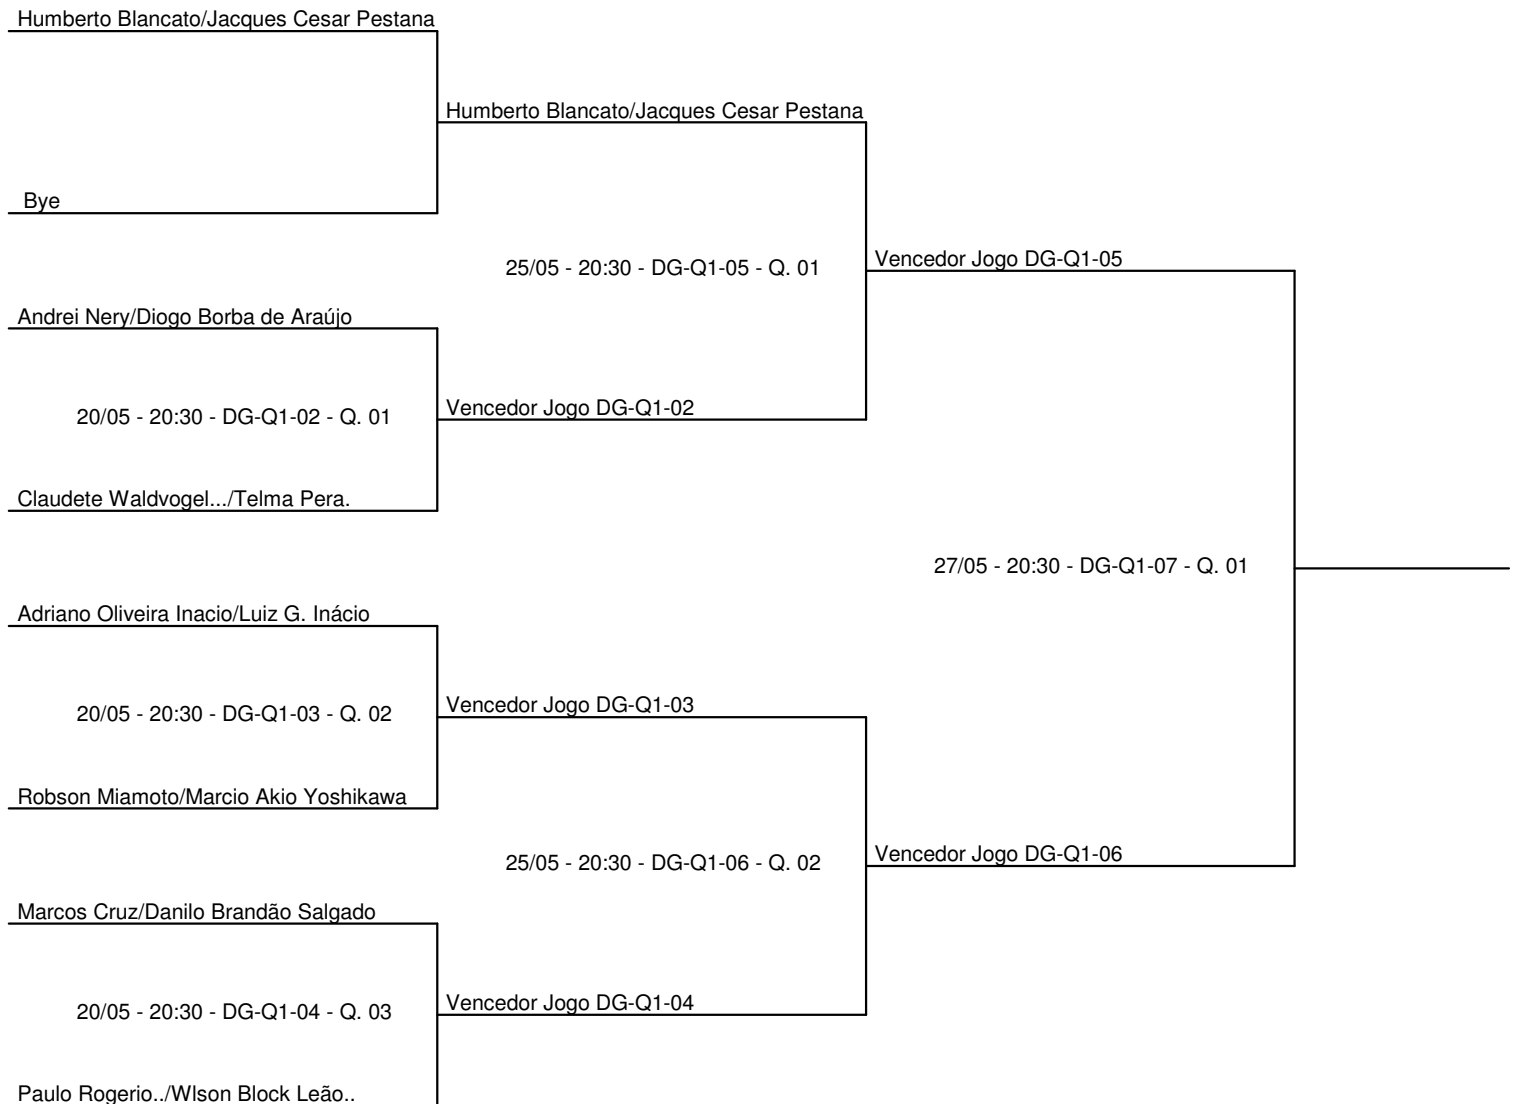 Humberto Blancato/Jacques Cesar Pestana
Humberto Blancato/Jacques Cesar Pestana
Bye
25/05 - 20:30 - DG-Q1-05 - Q. 01
Vencedor Jogo DG-Q1-05
Andrei Nery/Diogo Borba de Araújo
20/05 - 20:30 - DG-Q1-02 - Q. 01
Vencedor Jogo DG-Q1-02
Claudete Waldvogel.../Telma Pera.
27/05 - 20:30 - DG-Q1-07 - Q. 01
Adriano Oliveira Inacio/Luiz G. Inácio
20/05 - 20:30 - DG-Q1-03 - Q. 02
Vencedor Jogo DG-Q1-03
Robson Miamoto/Marcio Akio Yoshikawa
25/05 - 20:30 - DG-Q1-06 - Q. 02
Vencedor Jogo DG-Q1-06
Marcos Cruz/Danilo Brandão Salgado
20/05 - 20:30 - DG-Q1-04 - Q. 03
Vencedor Jogo DG-Q1-04
Paulo Rogerio../Wlson Block Leão..